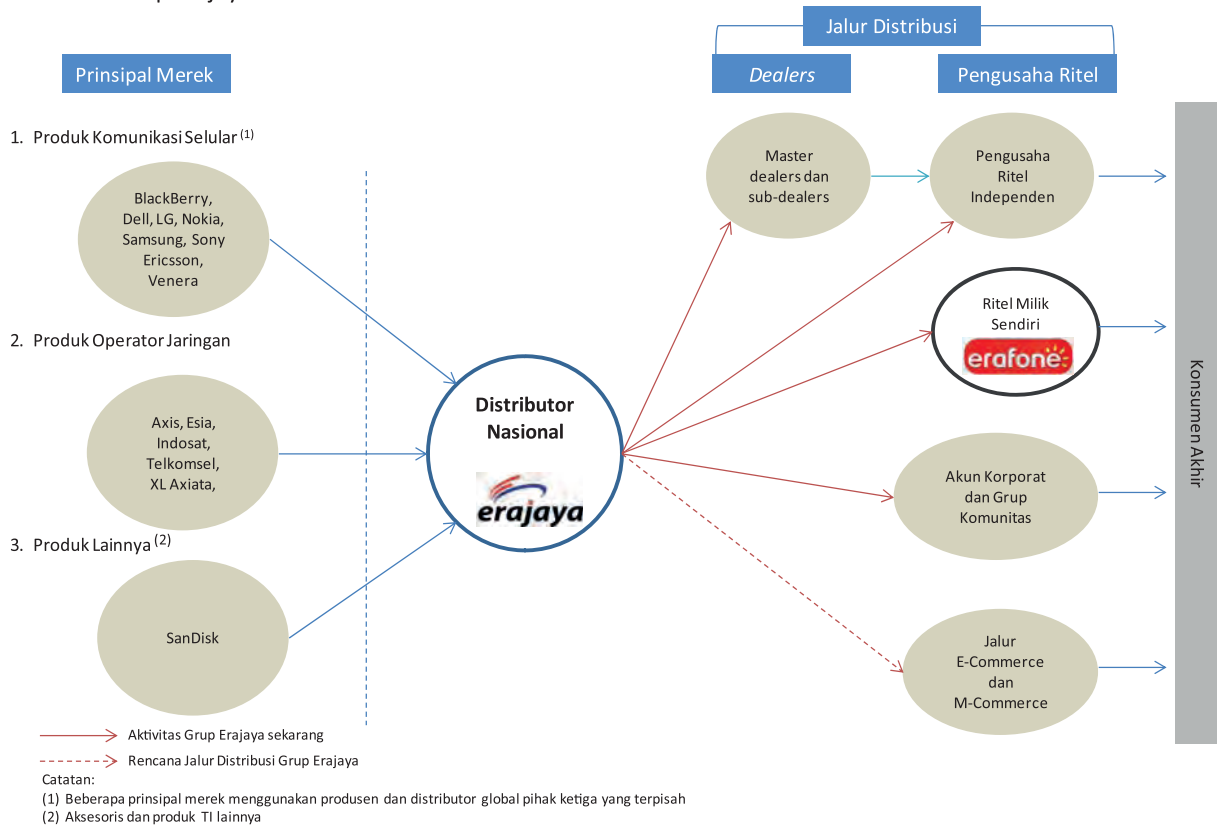 Jalur Distribusi
Prinsipal Merek
Dealers
Pengusaha Ritel
1. Produk Komunikasi Selular (1)
BlackBerry,
Dell, LG, Nokia,
Samsung, Sony
Ericsson,
Venera
2. Produk Operator Jaringan
Axis, Esia,
Indosat,
Telkomsel,
XL Axiata,
3. Produk Lainnya (2)
SanDisk
Distributor
Nasional
erajaya
Master
dealers dan
sub-dealers
Pengusaha
Ritel
Independen
Ritel Milik
Sendiri
erafone
Akun Korporat
dan Grup
Komunitas
Jalur
E-Commerce
dan
M-Commerce
Konsumen Akhir
Aktivitas Grup Erajaya sekarang
Rencana Jalur Distribusi Grup Erajaya
Catatan:
(1) Beberapa prinsipal merek menggunakan produsen dan distributor global pihak ketiga yang terpisah
(2) Aksesoris dan produk TI lainnya